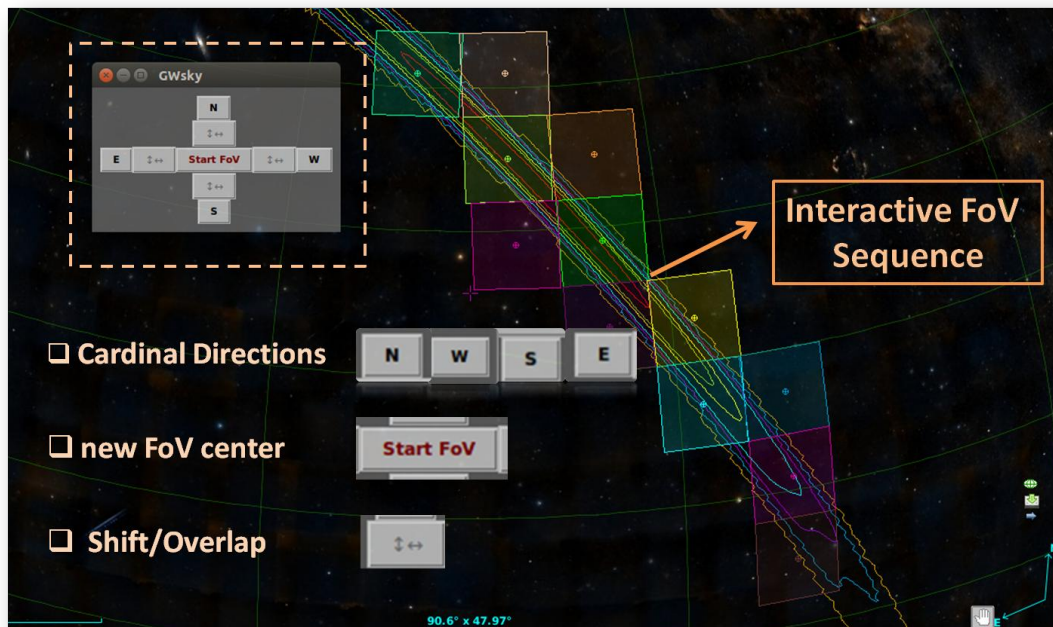 GWsky
N
↕↔
E ↕↔ Start FoV ↕↔ W
↕↔
S
Interactive FoV
Sequence
❑ Cardinal Directions
N W S E
❑ new FoV center
Start FoV
❑ Shift/Overlap
↕↔
90.6° x 47.97°
E